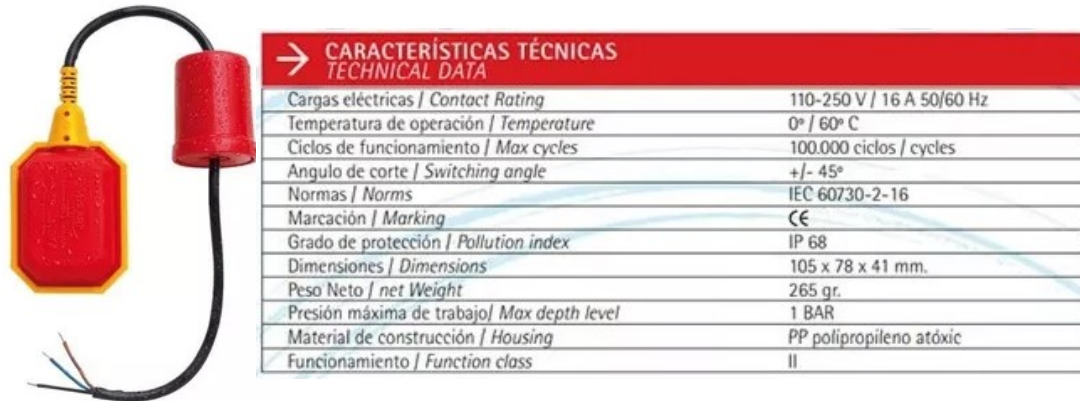 CARACTERÍSTICAS TÉCNICAS
TECHNICAL DATA
Cargas eléctricas / Contact Rating 110-250 V / 16 A 50/60 Hz
Temperatura de operación / Temperature 0º / 60º C
Ciclos de funcionamiento / Max cycles 100.000 ciclos / cycles
Angulo de corte / Switching angle +/- 45º
Normas / Norms IEC 60730-2-16
Marcación / Marking CE
Grado de protección / Pollution index IP 68
Dimensiones / Dimensions 105 x 78 x 41 mm.
Peso Neto / net Weight 265 gr.
Presión máxima de trabajo/ Max depth level 1 BAR
Material de construcción / Housing PP polipropileno atóxic
Funcionamiento / Function class II